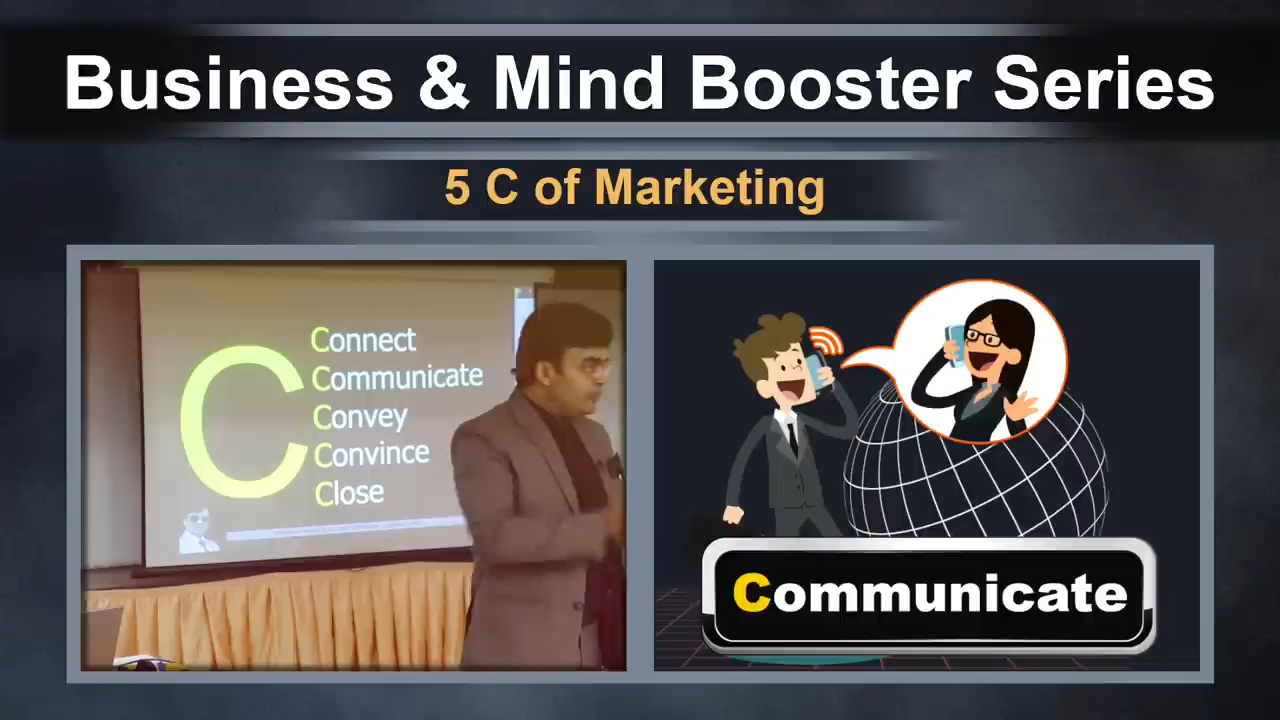 Business & Mind Booster Series
5 C of Marketing
C
Connect
Communicate
Convey
Convince
Close
Communicate